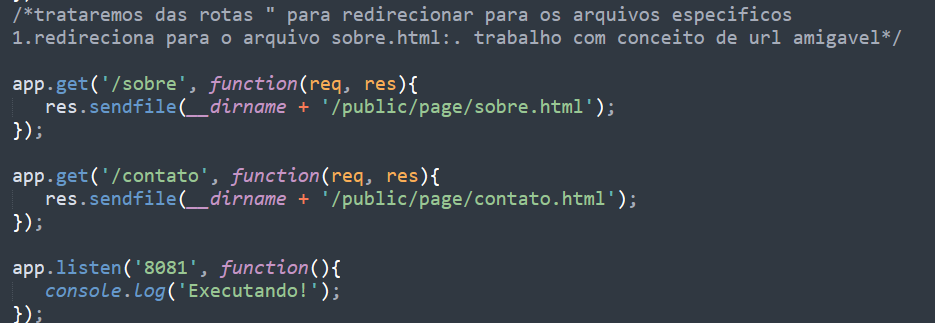 /*trataremos das rotas " para redirecionar para os arquivos especificos
1.redireciona para o arquivo sobre.html:. trabalho com conceito de url amigavel*/
app.get('/sobre', function(req, res){
res.sendfile(__dirname + '/public/page/sobre.html');
});
app.get('/contato', function(req, res){
res.sendfile(__dirname + '/public/page/contato.html');
});
app.listen('8081', function(){
console.log('Executando!');
});